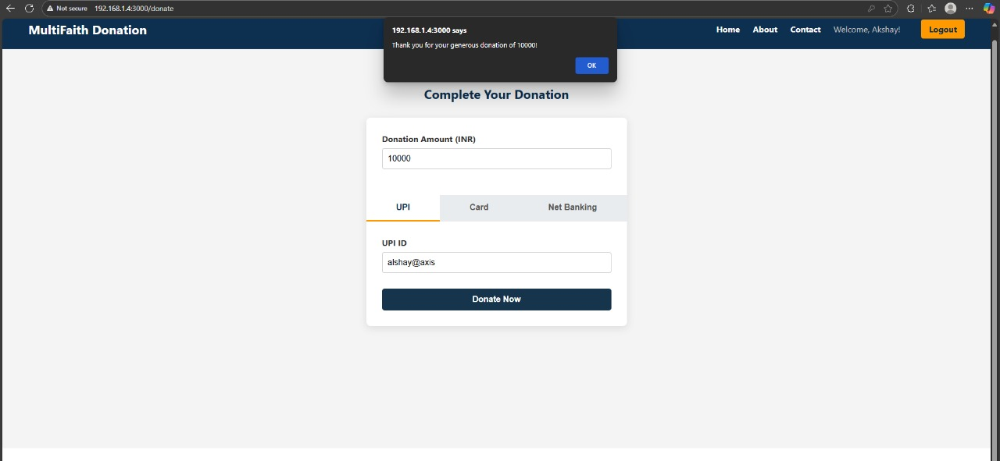 Not secure 192.168.1.4:3000/donate
MultiFaith Donation
Home About Contact Welcome, Akshay! Logout
192.168.1.4:3000 says
Thank you for your generous donation of 10000!
OK
Complete Your Donation
Donation Amount (INR)
10000
UPI Card Net Banking
UPI ID
alshay@axis
Donate Now